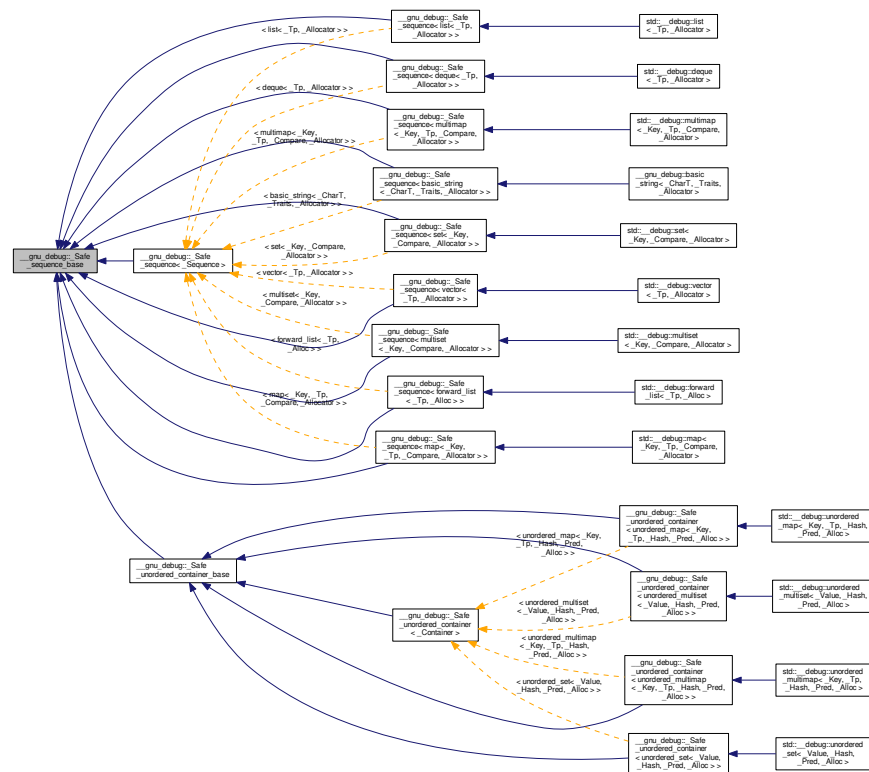 __gnu_debug::_Safe
_sequence< list< _Tp,
_Allocator > >
std::__debug::list
< _Tp, _Allocator >
< list< _Tp, _Allocator > >
__gnu_debug::_Safe
_sequence< deque< _Tp,
_Allocator > >
std::__debug::deque
< _Tp, _Allocator >
< deque< _Tp, _Allocator > >
__gnu_debug::_Safe
_sequence< multimap
< _Key, _Tp, _Compare,
_Allocator > >
std::__debug::multimap
< _Key, _Tp, _Compare,
_Allocator >
< multimap< _Key,
_Tp, _Compare, _Allocator > >
__gnu_debug::_Safe
_sequence< basic_string
< _CharT, _Traits, _Allocator > >
__gnu_debug::basic
_string< _CharT, _Traits,
_Allocator >
< basic_string< _CharT,
_Traits, _Allocator > >
__gnu_debug::_Safe
_sequence< set< _Key,
_Compare, _Allocator > >
std::__debug::set<
_Key, _Compare, _Allocator >
__gnu_debug::_Safe
_sequence_base
__gnu_debug::_Safe
_sequence< _Sequence >
< set< _Key, _Compare,
_Allocator > >
< vector< _Tp, _Allocator > >
__gnu_debug::_Safe
_sequence< vector<
_Tp, _Allocator > >
std::__debug::vector
< _Tp, _Allocator >
< multiset< _Key,
_Compare, _Allocator > >
__gnu_debug::_Safe
_sequence< multiset
< _Key, _Compare, _Allocator > >
std::__debug::multiset
< _Key, _Compare, _Allocator >
< forward_list< _Tp,
_Alloc > >
__gnu_debug::_Safe
_sequence< forward_list
< _Tp, _Alloc > >
std::__debug::forward
_list< _Tp, _Alloc >
< map< _Key, _Tp,
_Compare, _Allocator > >
__gnu_debug::_Safe
_sequence< map< _Key,
_Tp, _Compare, _Allocator > >
std::__debug::map<
_Key, _Tp, _Compare,
_Allocator >
__gnu_debug::_Safe
_unordered_container
< unordered_map< _Key,
_Tp, _Hash, _Pred, _Alloc > >
std::__debug::unordered
_map< _Key, _Tp, _Hash,
_Pred, _Alloc >
< unordered_map< _Key,
_Tp, _Hash, _Pred,
_Alloc > >
__gnu_debug::_Safe
_unordered_container_base
__gnu_debug::_Safe
_unordered_container
< unordered_multiset
< _Value, _Hash, _Pred,
_Alloc > >
std::__debug::unordered
_multiset< _Value, _Hash,
_Pred, _Alloc >
< unordered_multiset
< _Value, _Hash, _Pred,
_Alloc > >
__gnu_debug::_Safe
_unordered_container
< _Container >
< unordered_multimap
< _Key, _Tp, _Hash,
_Pred, _Alloc > >
__gnu_debug::_Safe
_unordered_container
< unordered_multimap
< _Key, _Tp, _Hash, _Pred,
_Alloc > >
std::__debug::unordered
_multimap< _Key, _Tp,
_Hash, _Pred, _Alloc >
< unordered_set< _Value,
_Hash, _Pred, _Alloc > >
__gnu_debug::_Safe
_unordered_container
< unordered_set< _Value,
_Hash, _Pred, _Alloc > >
std::__debug::unordered
_set< _Value, _Hash,
_Pred, _Alloc >